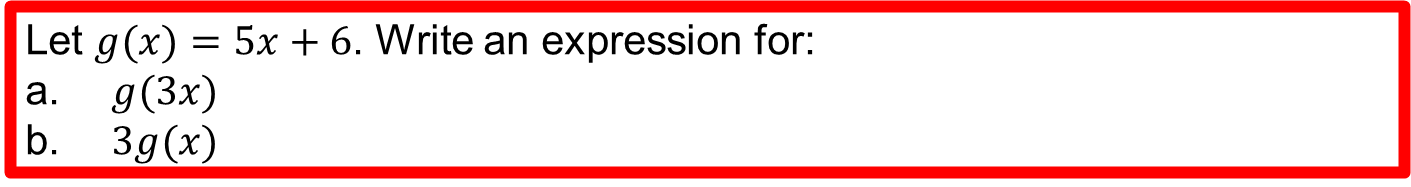 Let g(x) = 5x + 6. Write an expression for:
a. g(3x)
b. 3g(x)